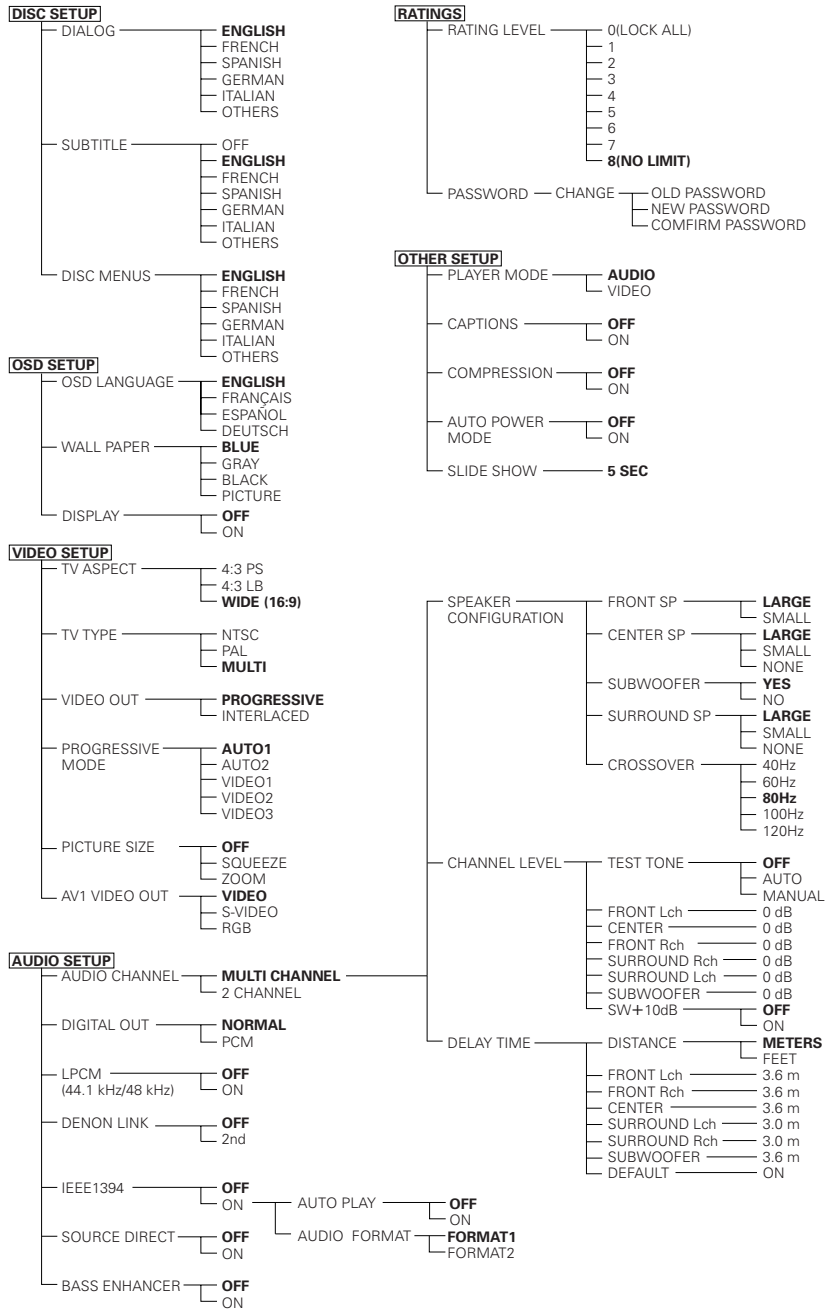 DISC SETUP
DIALOG
ENGLISH
FRENCH
SPANISH
GERMAN
ITALIAN
OTHERS
SUBTITLE
OFF
ENGLISH
FRENCH
SPANISH
GERMAN
ITALIAN
OTHERS
DISC MENUS
ENGLISH
FRENCH
SPANISH
GERMAN
ITALIAN
OTHERS
OSD SETUP
OSD LANGUAGE
ENGLISH
FRANÇAIS
ESPAÑOL
DEUTSCH
WALL PAPER
BLUE
GRAY
BLACK
PICTURE
DISPLAY
OFF
ON
VIDEO SETUP
TV ASPECT
4:3 PS
4:3 LB
WIDE (16:9)
TV TYPE
NTSC
PAL
MULTI
VIDEO OUT
PROGRESSIVE
INTERLACED
PROGRESSIVE
MODE
AUTO1
AUTO2
VIDEO1
VIDEO2
VIDEO3
PICTURE SIZE
OFF
SQUEEZE
ZOOM
AV1 VIDEO OUT
VIDEO
S-VIDEO
RGB
AUDIO SETUP
AUDIO CHANNEL
MULTI CHANNEL
2 CHANNEL
DIGITAL OUT
NORMAL
PCM
LPCM
(44.1 kHz/48 kHz)
OFF
ON
DENON LINK
OFF
2nd
IEEE1394
OFF
ON
AUTO PLAY
OFF
ON
AUDIO FORMAT
FORMAT1
FORMAT2
SOURCE DIRECT
OFF
ON
BASS ENHANCER
OFF
ON
RATINGS
RATING LEVEL
0(LOCK ALL)
1
2
3
4
5
6
7
8(NO LIMIT)
PASSWORD
CHANGE
OLD PASSWORD
NEW PASSWORD
COMFIRM PASSWORD
OTHER SETUP
PLAYER MODE
AUDIO
VIDEO
CAPTIONS
OFF
ON
COMPRESSION
OFF
ON
AUTO POWER
MODE
OFF
ON
SLIDE SHOW
5 SEC
SPEAKER
CONFIGURATION
FRONT SP
LARGE
SMALL
CENTER SP
LARGE
SMALL
NONE
SUBWOOFER
YES
NO
SURROUND SP
LARGE
SMALL
NONE
CROSSOVER
40Hz
60Hz
80Hz
100Hz
120Hz
CHANNEL LEVEL
TEST TONE
OFF
AUTO
MANUAL
FRONT Lch 0 dB
CENTER 0 dB
FRONT Rch 0 dB
SURROUND Rch 0 dB
SURROUND Lch 0 dB
SUBWOOFER 0 dB
SW+10dB
OFF
ON
DELAY TIME
DISTANCE
METERS
FEET
FRONT Lch 3.6 m
FRONT Rch 3.6 m
CENTER 3.6 m
SURROUND Lch 3.0 m
SURROUND Rch 3.0 m
SUBWOOFER 3.6 m
DEFAULT ON